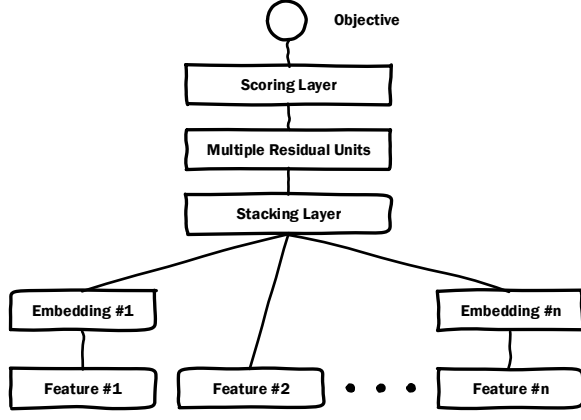 Objective
Scoring Layer
Multiple Residual Units
Stacking Layer
Embedding #1
Embedding #n
Feature #1
Feature #2
Feature #n